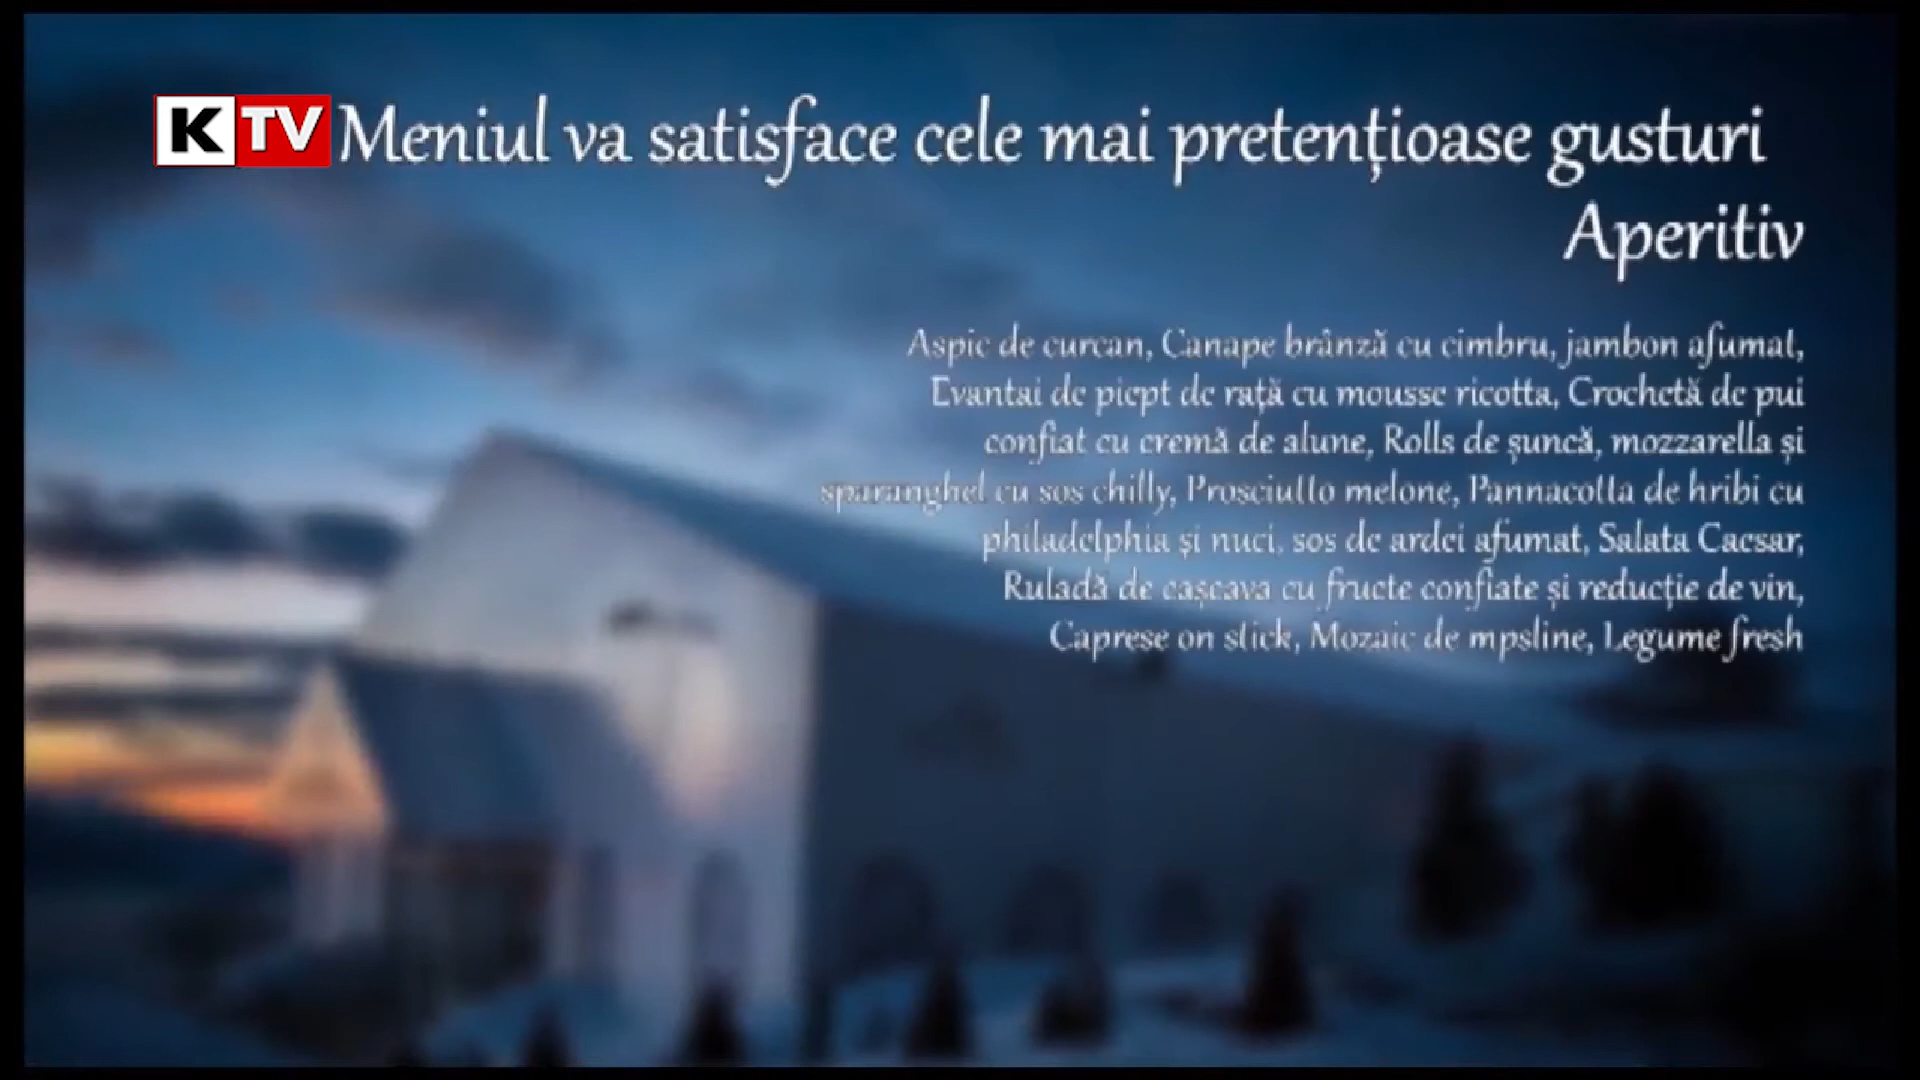 KTV
Meniul va satisface cele mai pretențioase gusturi
Aperitiv
Aspic de curcan, Canape brânză cu cimbru, jambon afumat,
Evantai de piept de rață cu mousse ricotta, Crochetă de pui
confiat cu cremă de alune, Rolls de șuncă, mozzarella și
sparanghel cu sos chilly, Prosciutto melone, Pannacotta de hribi cu
philadelphia și nuci, sos de ardei afumat, Salata Caesar,
Ruladă de cașcava cu fructe confiate și reducție de vin,
Caprese on stick, Mozaic de mpsline, Legume fresh